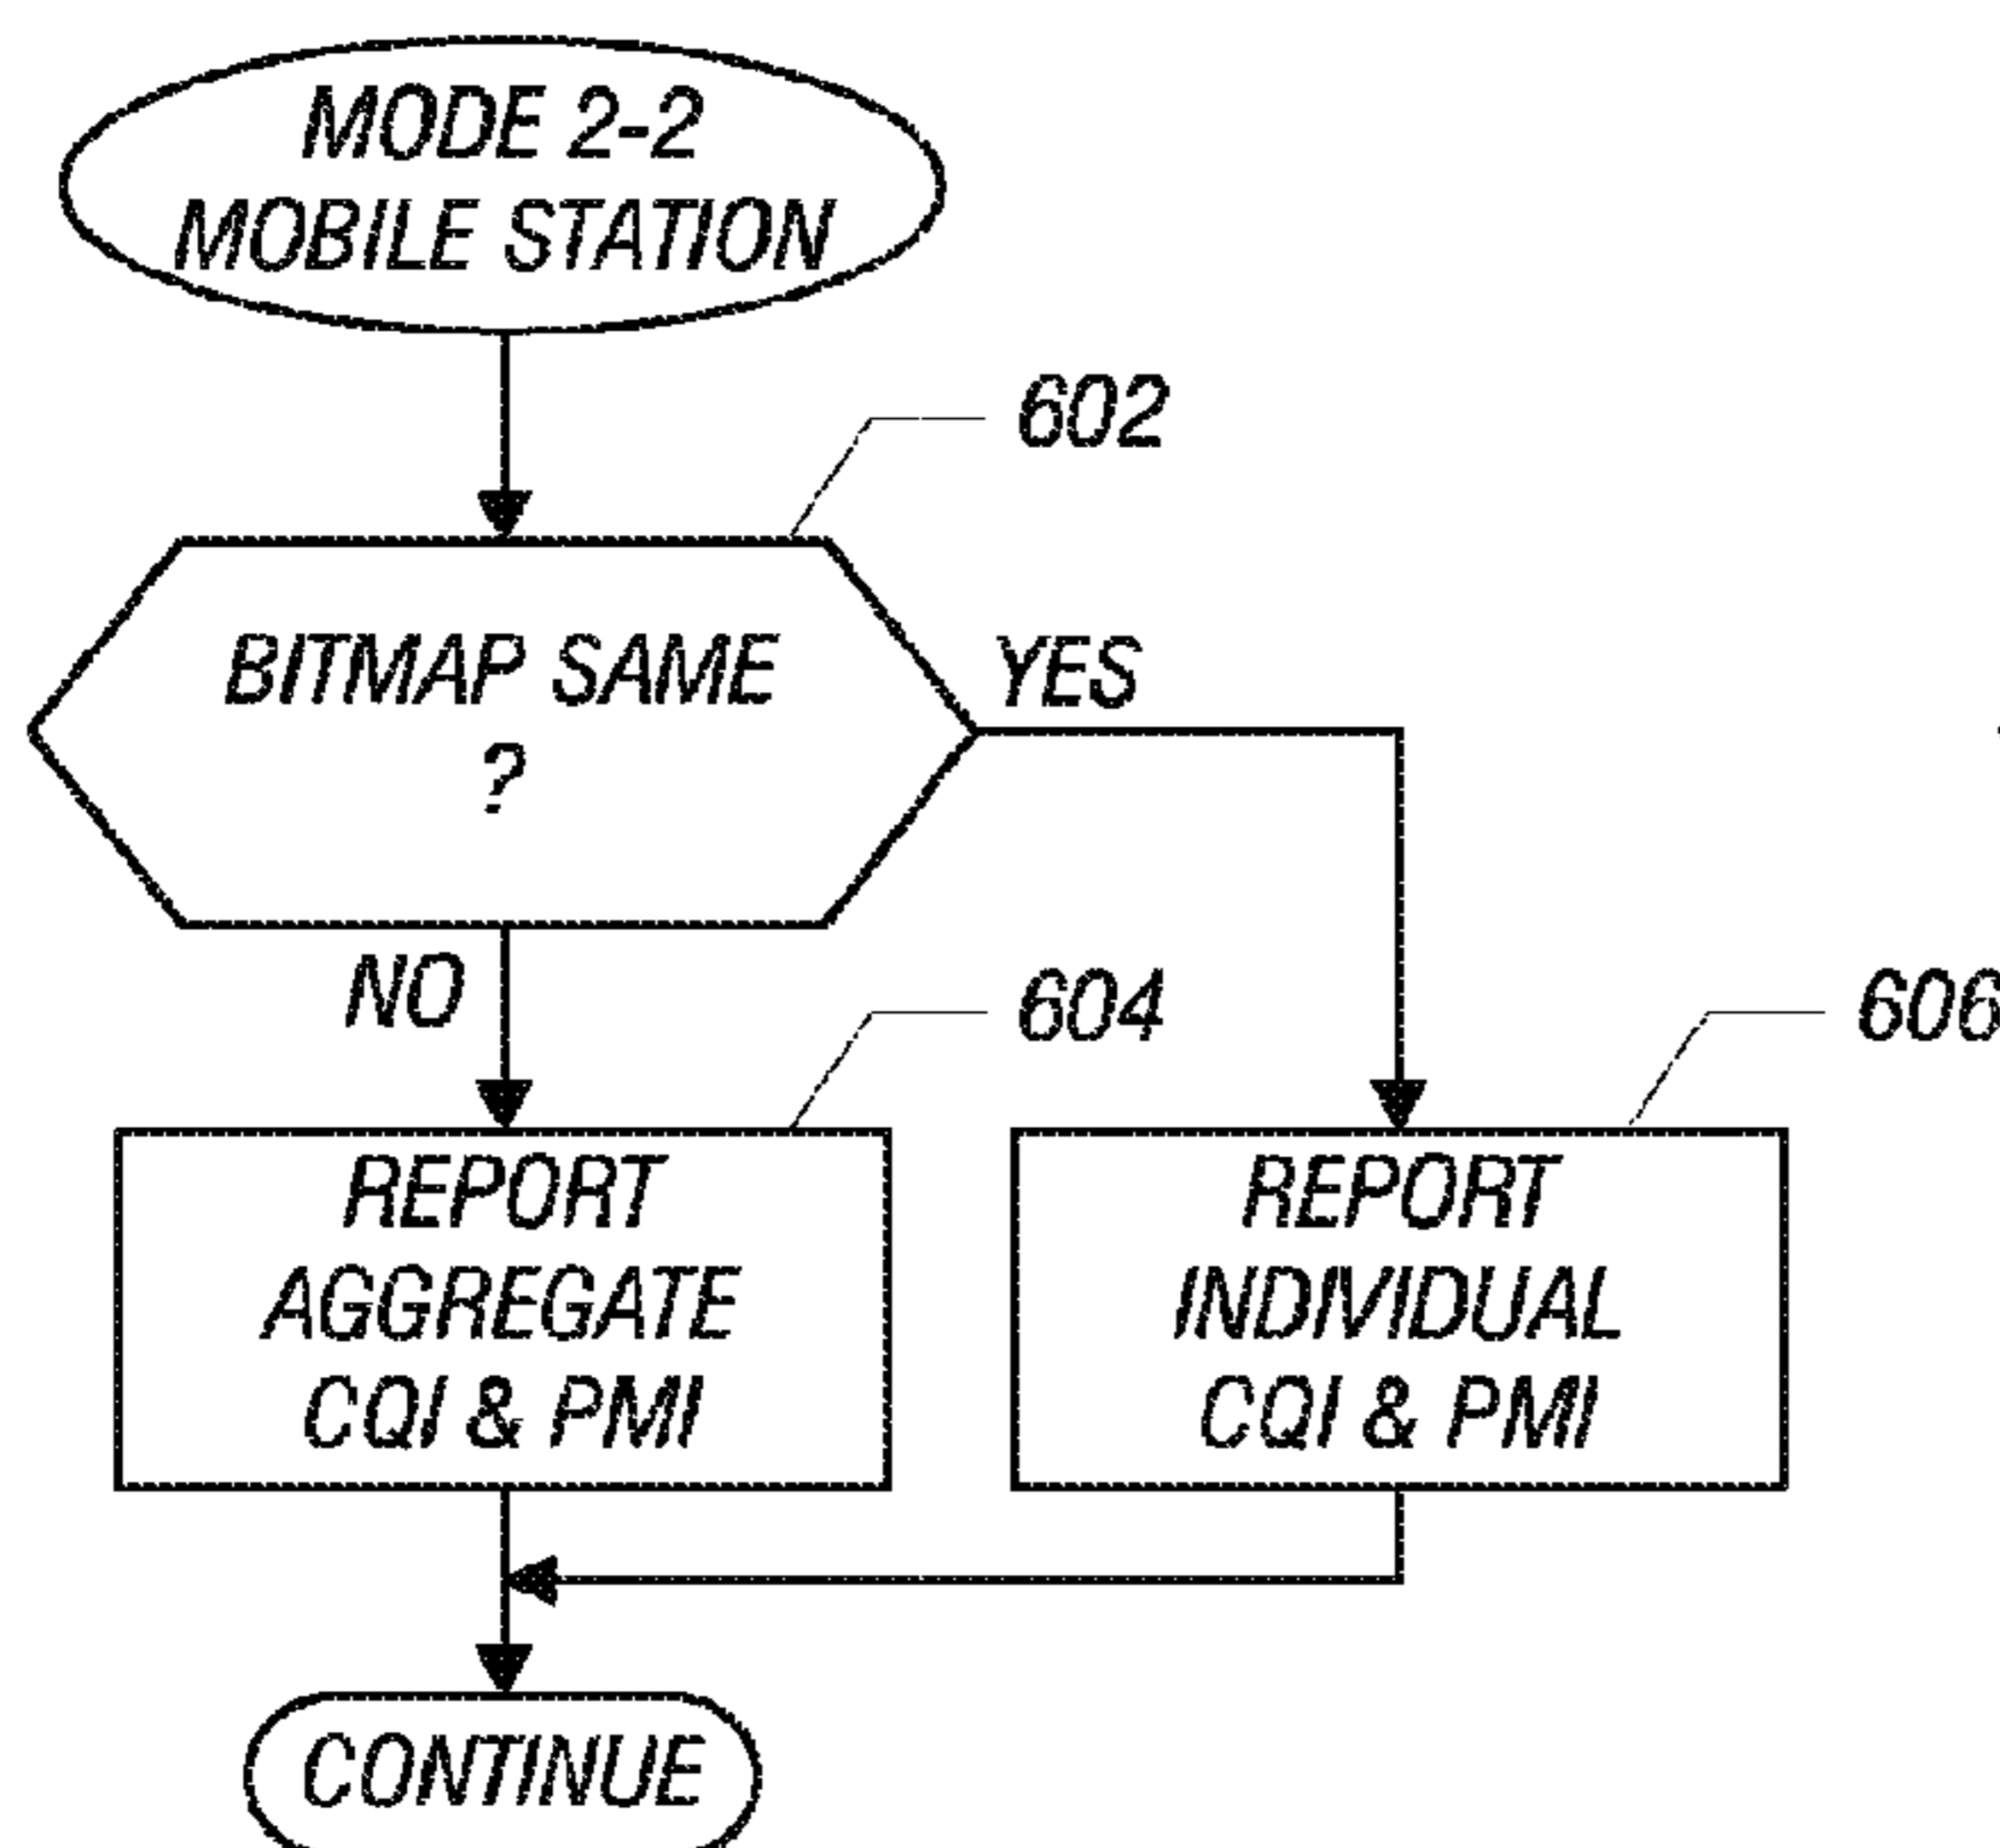 MODE 2-2
MOBILE STATION
602
BITMAP SAME
?
YES
NO
604
606
REPORT
AGGREGATE
CQI & PMI
REPORT
INDIVIDUAL
CQI & PMI
CONTINUE